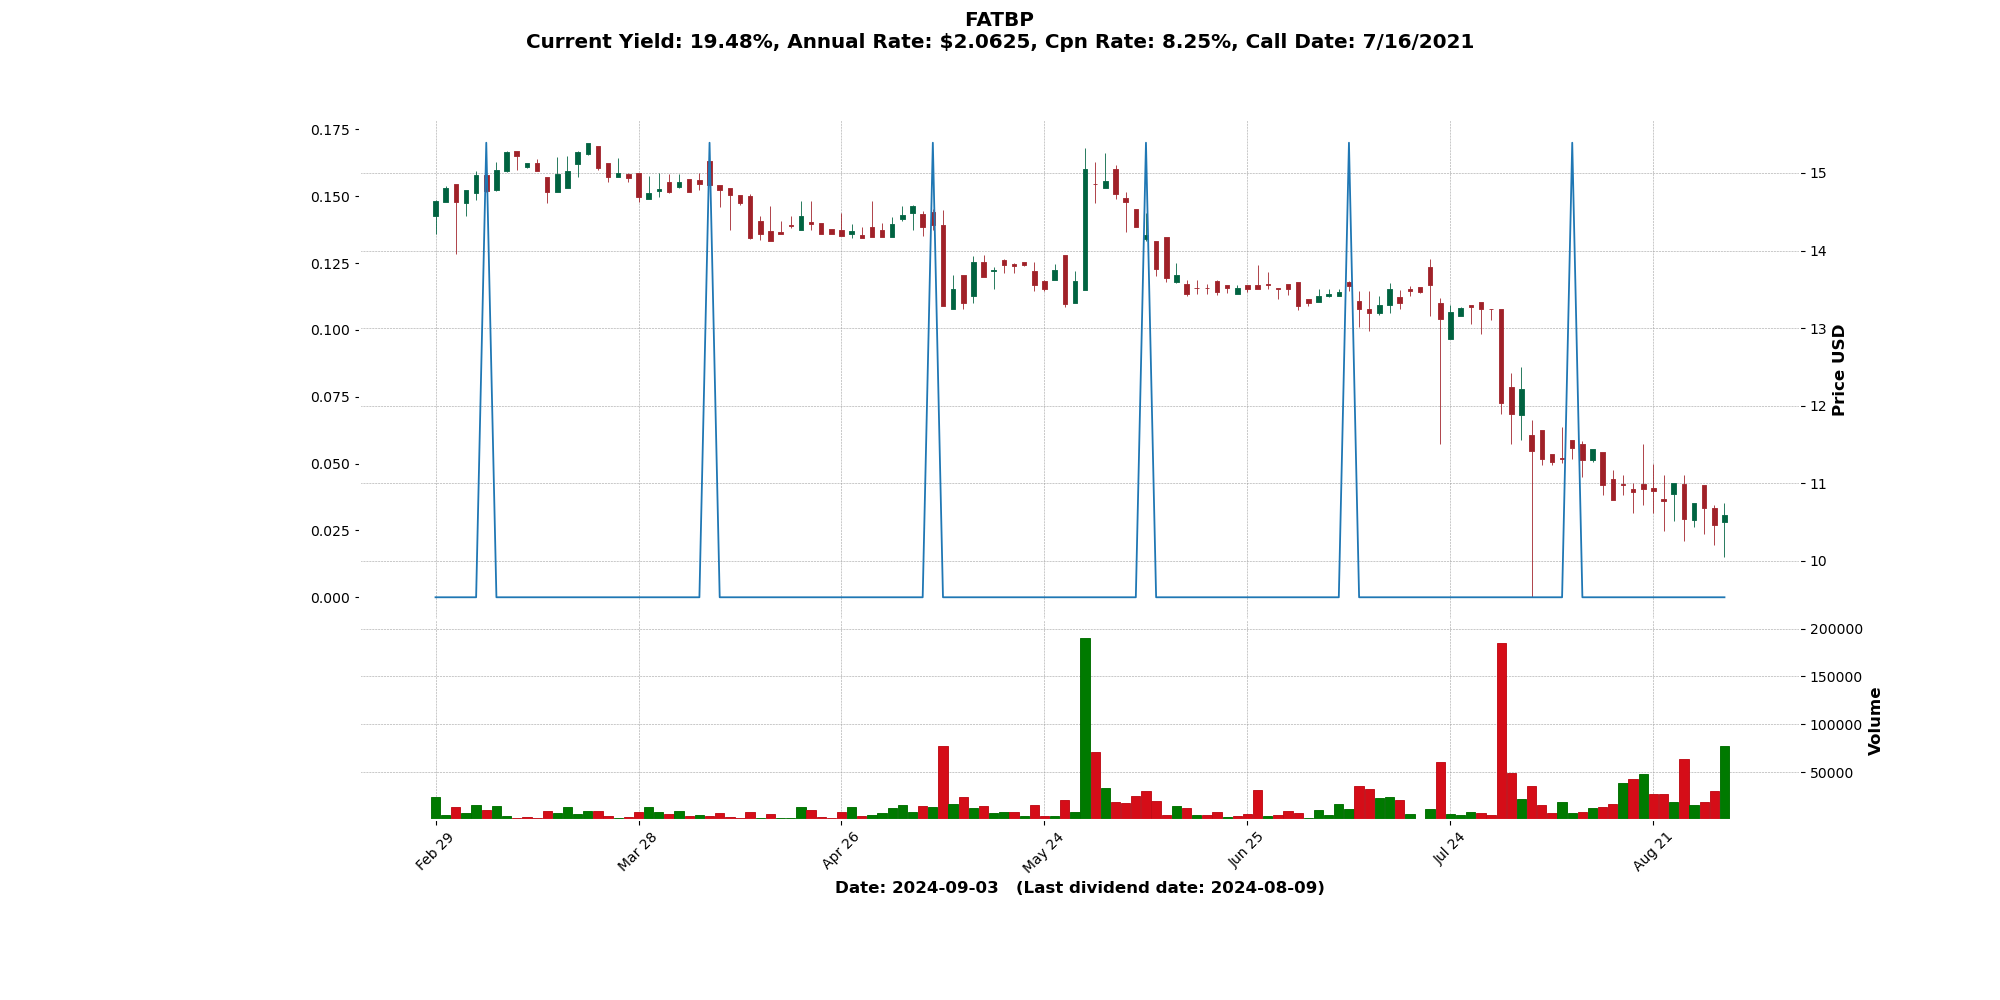 FATBP
Current Yield: 19.48%, Annual Rate: $2.0625, Cpn Rate: 8.25%, Call Date: 7/16/2021
0.175
0.150
0.125
0.100
0.075
0.050
0.025
0.000
15
14
13
12
11
10
Price USD
200000
150000
100000
50000
Volume
Feb 29
Mar 28
Apr 26
May 24
Jun 25
Jul 24
Aug 21
Date: 2024-09-03 (Last dividend date: 2024-08-09)